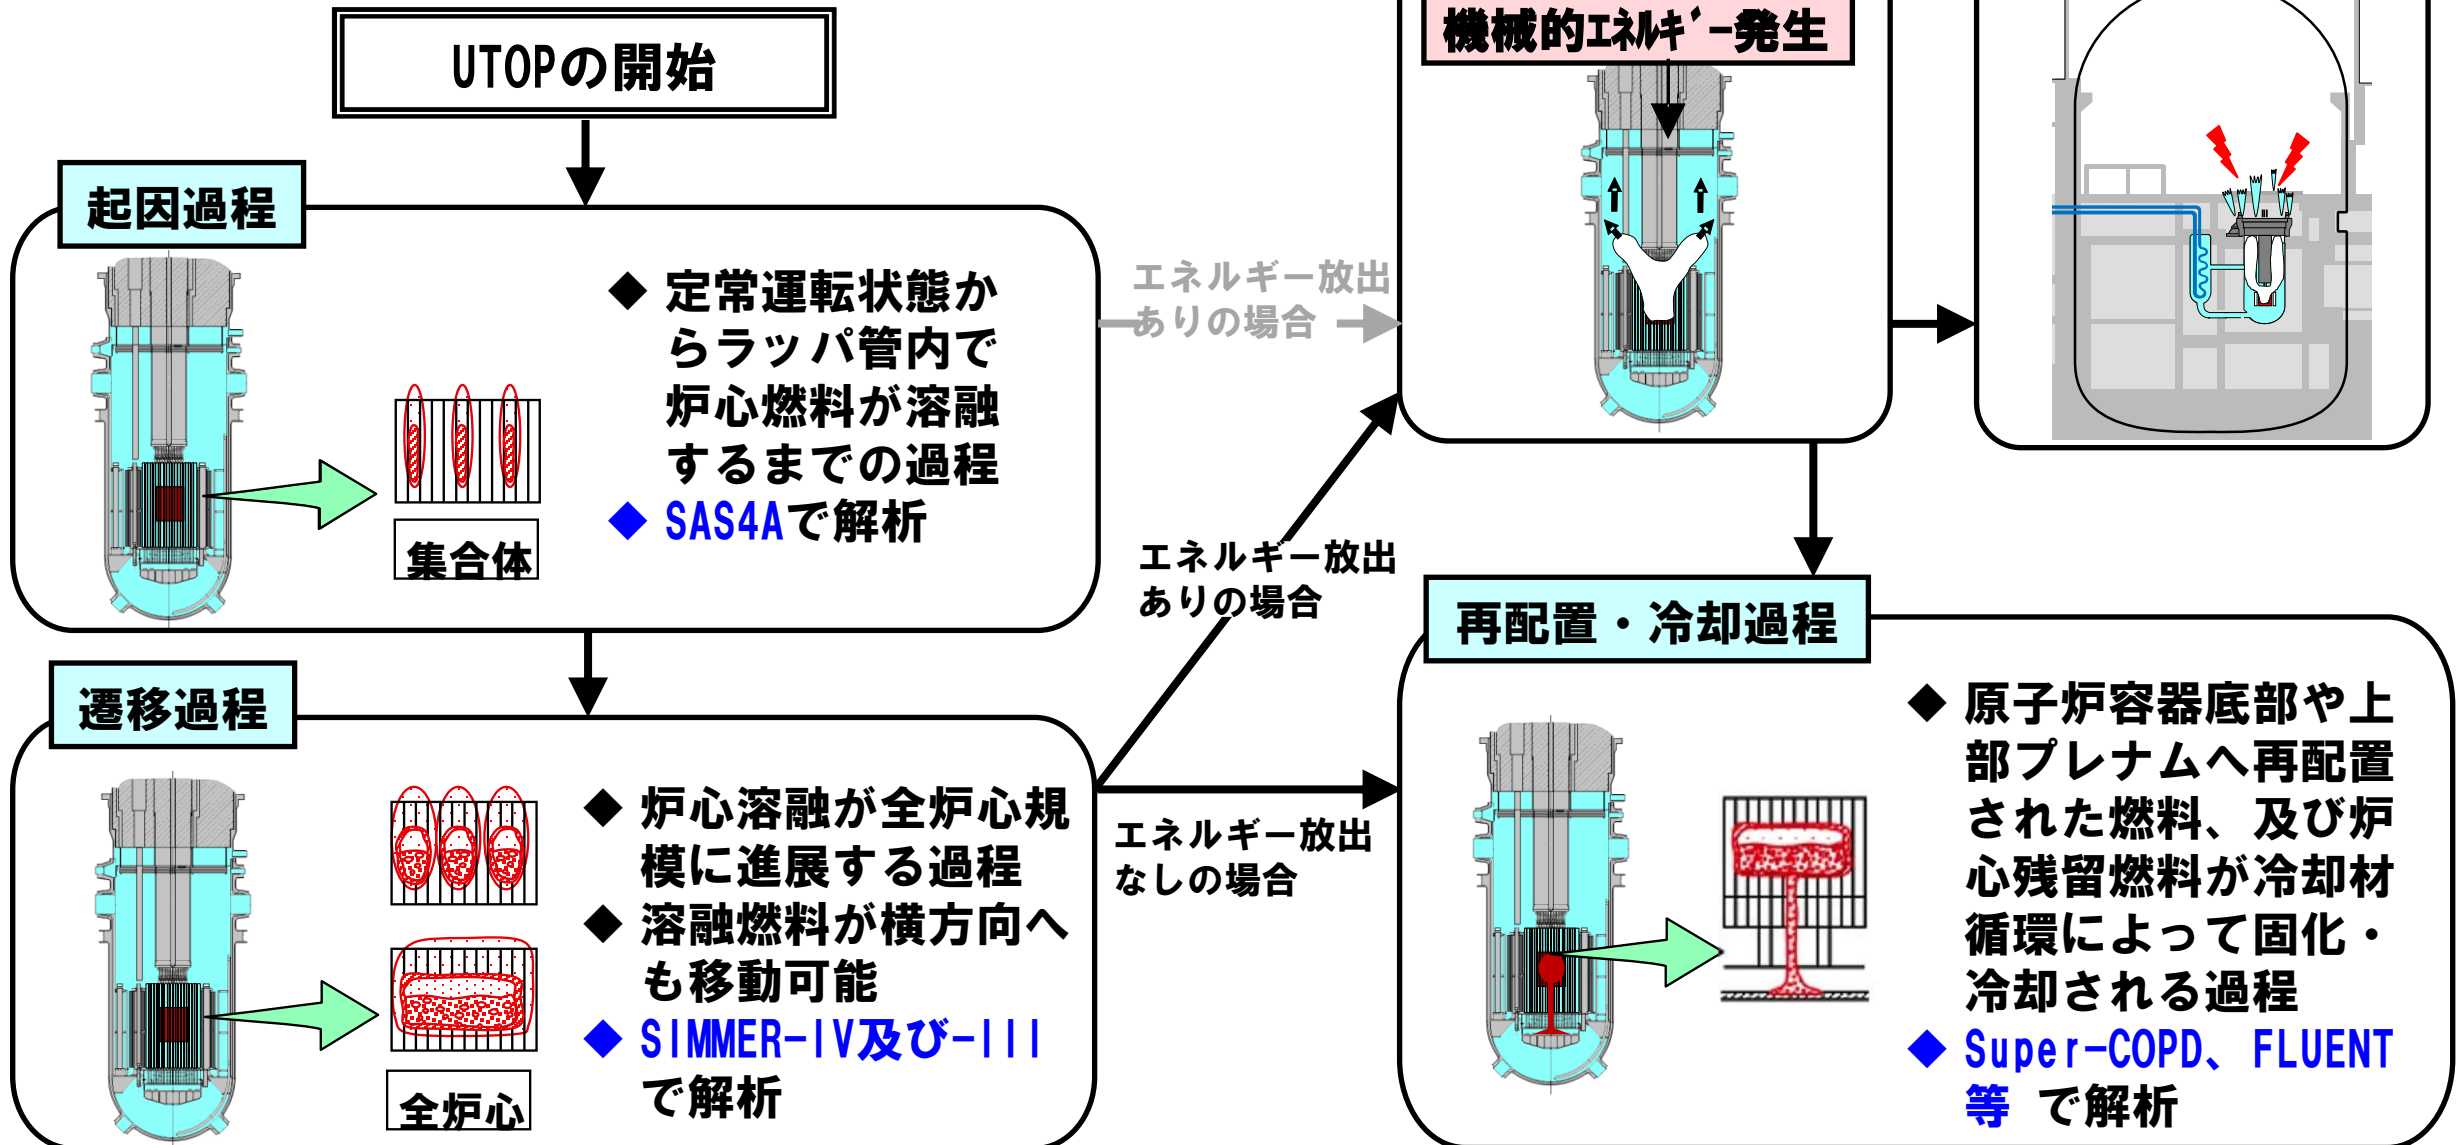 UTOPの開始
機械的ｴﾈﾙｷﾞｰ発生
起因過程
◆ 定常運転状態か
らラッパ管内で
炉心燃料が溶融
するまでの過程
◆ SAS4Aで解析
集合体
エネルギー放出
ありの場合
エネルギー放出
ありの場合
遷移過程
◆ 炉心溶融が全炉心規
模に進展する過程
◆ 溶融燃料が横方向へ
も移動可能
◆ SIMMER-IV及び-III
で解析
全炉心
エネルギー放出
なしの場合
再配置・冷却過程
◆ 原子炉容器底部や上
部プレナムへ再配置
された燃料、及び炉
心残留燃料が冷却材
循環によって固化・
冷却される過程
◆ Super-COPD、FLUENT
等 で解析